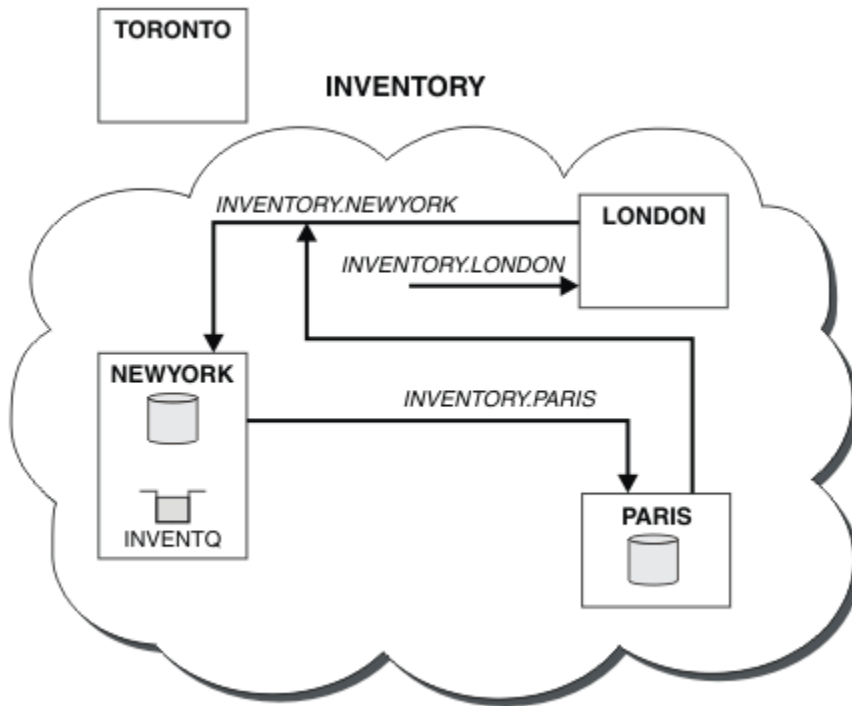 TORONTO
INVENTORY
INVENTORY.NEWYORK
LONDON
INVENTORY.LONDON
NEWYORK
INVENTORY.PARIS
PARIS
INVENTQ